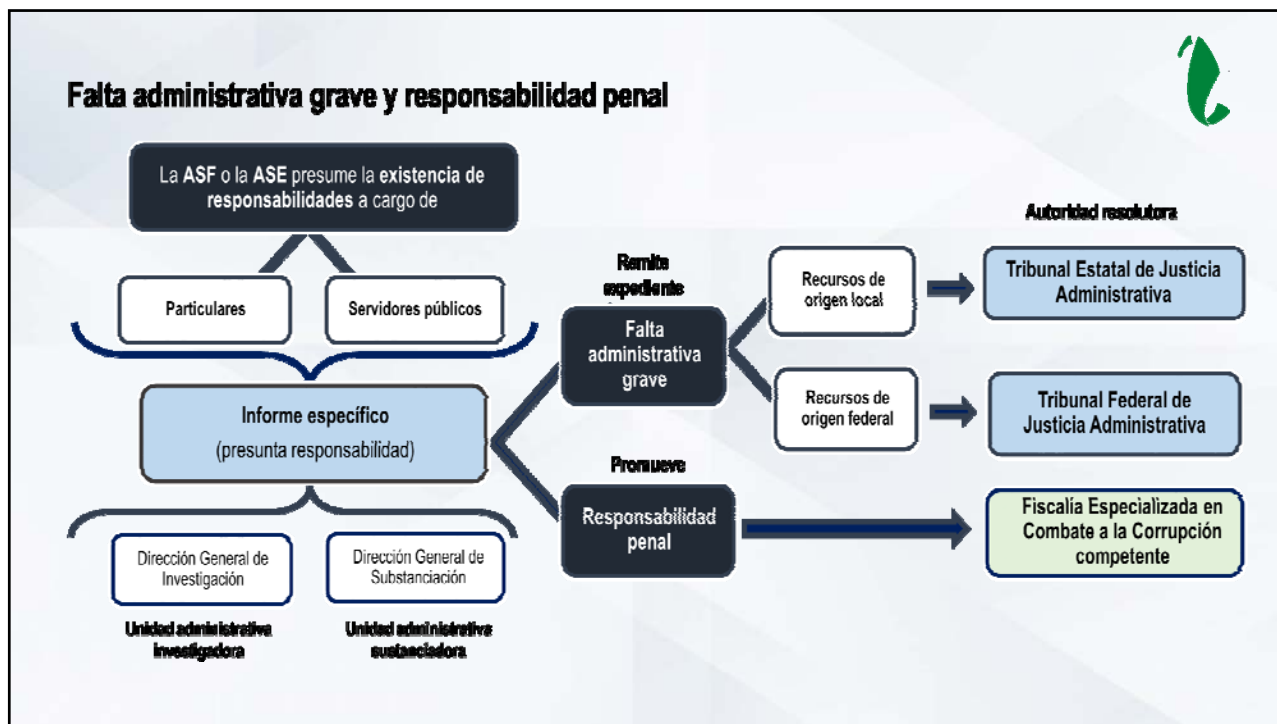 Falta administrativa grave y responsabilidad penal
La ASF o la ASE presume la existencia de
responsabilidades a cargo de
Particulares
Servidores públicos
Informe específico
(presunta responsabilidad)
Dirección General de
Investigación
Dirección General de
Substanciación
Unidad administrativa
investigadora
Unidad administrativa
sustanciadora
Remite
expediente
Falta
administrativa
grave
Promueve
Responsabilidad
penal
Recursos de
origen local
Recursos de
origen federal
Autoridad resolutora
Tribunal Estatal de Justicia
Administrativa
Tribunal Federal de
Justicia Administrativa
Fiscalía Especializada en
Combate a la Corrupción
competente